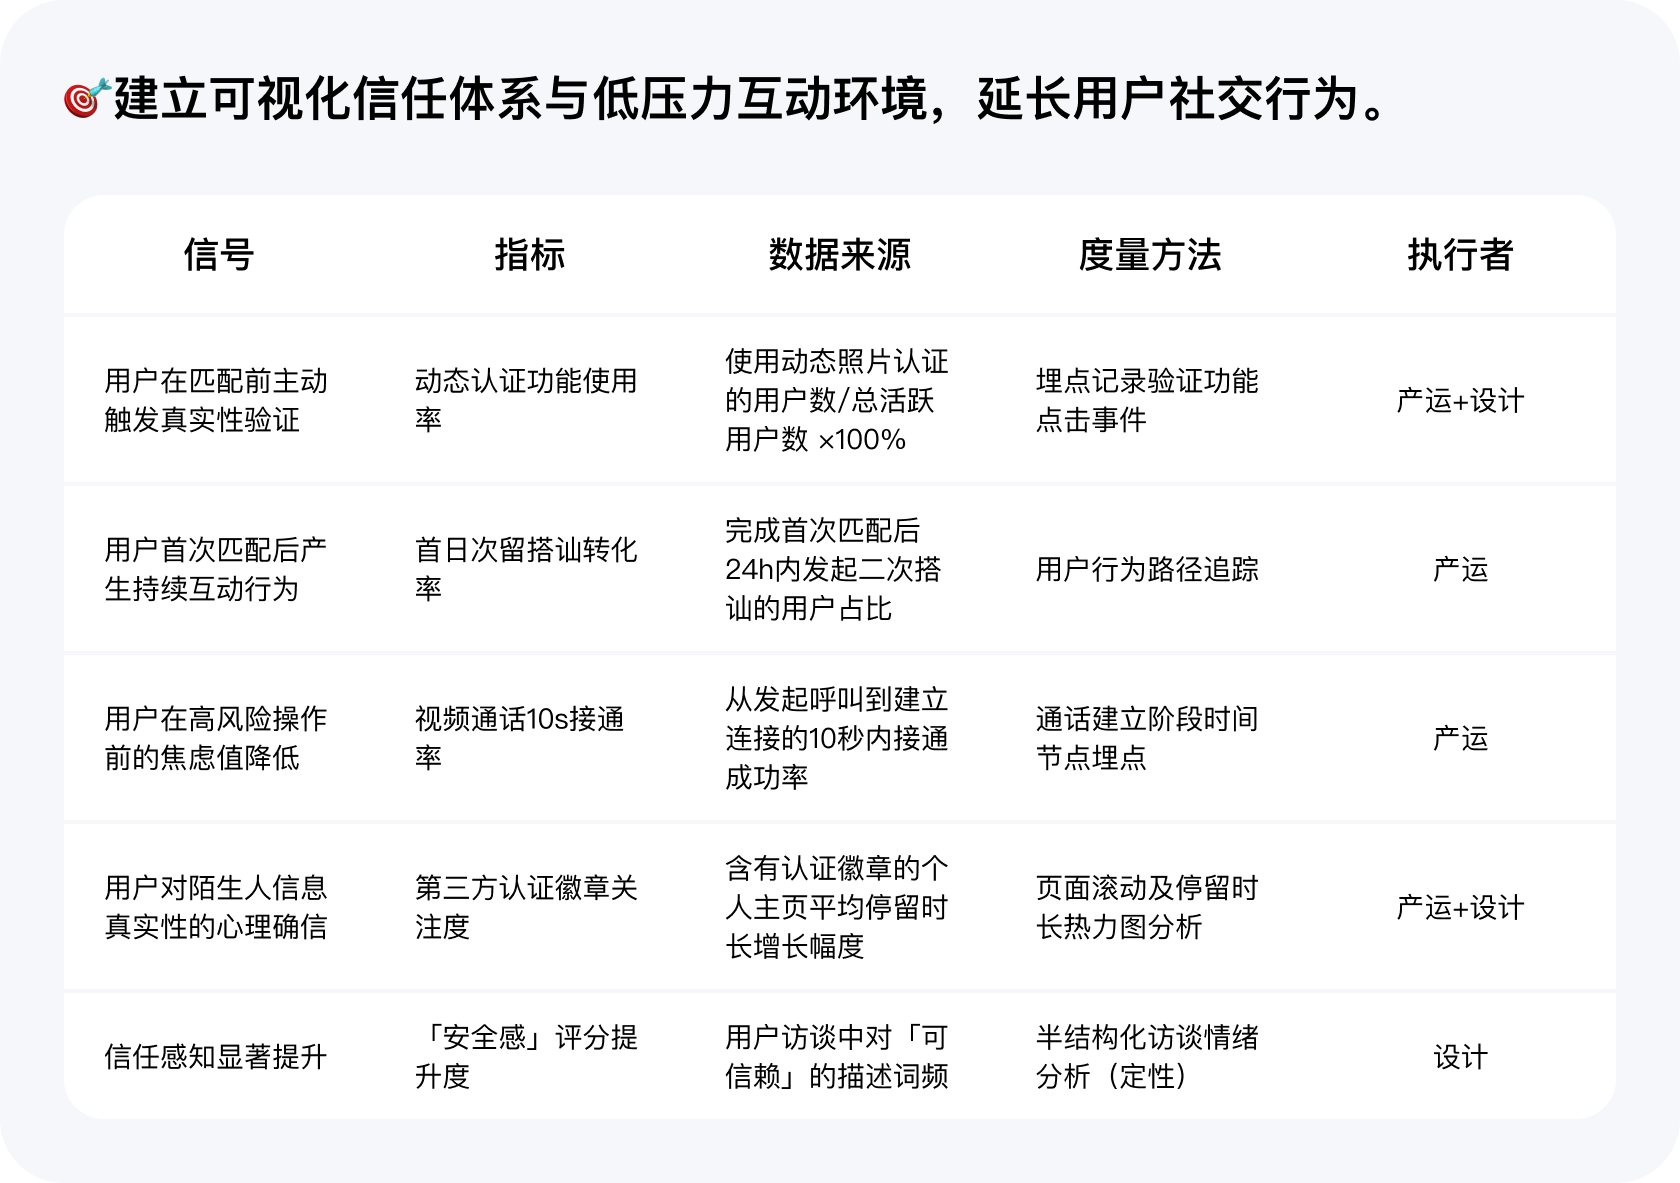 🎯建立可视化信任体系与低压力互动环境，延长用户社交行为。
信号
指标
数据来源
度量方法
执行者
用户在匹配前主动
触发真实性验证
动态认证功能使用
率
使用动态照片认证
的用户数/总活跃
用户数 ×100%
埋点记录验证功能
点击事件
产运+设计
用户首次匹配后产
生持续互动行为
首日次留搭讪转化
率
完成首次匹配后
24h内发起二次搭
讪的用户占比
用户行为路径追踪
产运
用户在高风险操作
前的焦虑值降低
视频通话10s接通
率
从发起呼叫到建立
连接的10秒内接通
成功率
通话建立阶段时间
节点埋点
产运
用户对陌生人信息
真实性的心理确信
第三方认证徽章关
注度
含有认证徽章的个
人主页平均停留时
长增长幅度
页面滚动及停留时
长热力图分析
产运+设计
信任感知显著提升
「安全感」评分提
升度
用户访谈中对「可
信赖」的描述词频
半结构化访谈情绪
分析（定性）
设计